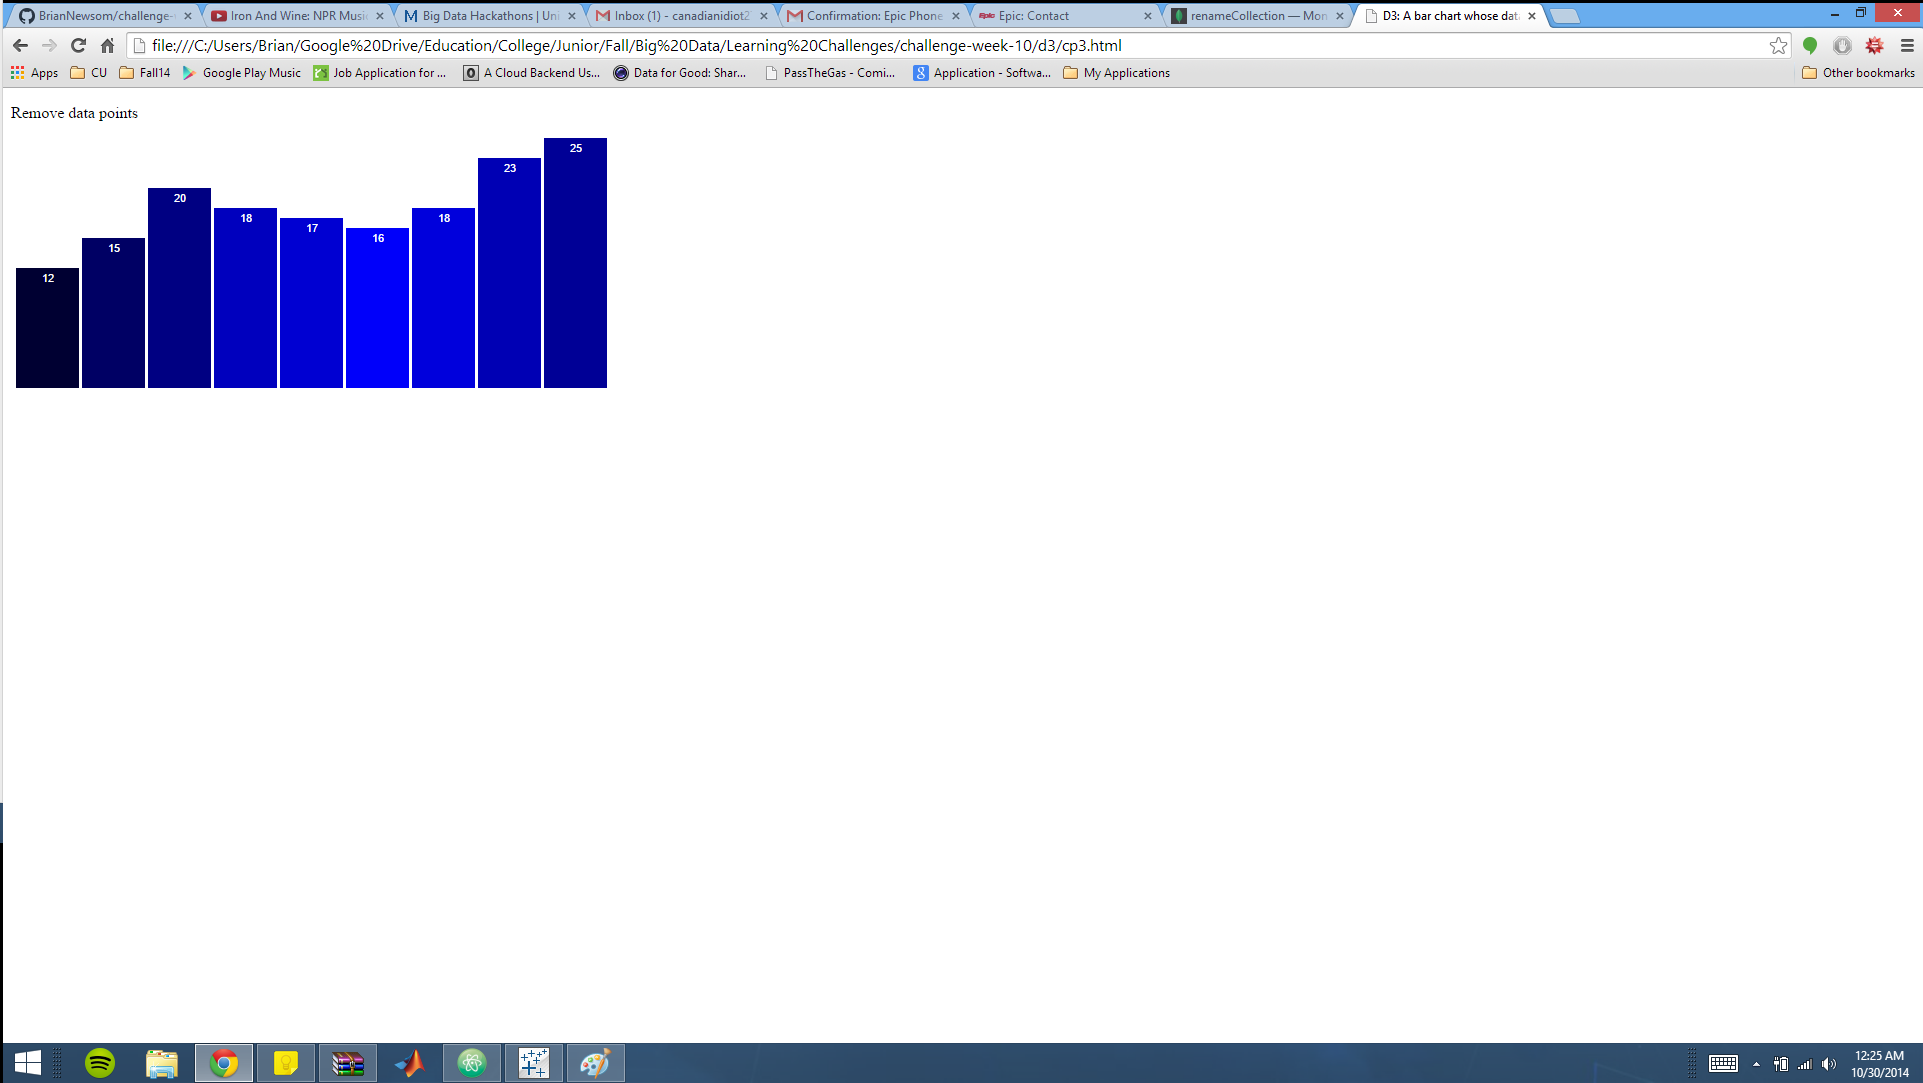 BrianNewsom/challenge-
Iron And Wine: NPR Music
Big Data Hackathons | Uni
Inbox (1) - canadianidiot2
Confirmation: Epic Phone
Epic Epic: Contact
renameCollection — Mon
D3: A bar chart whose data
file:///C:/Users/Brian/Google%20Drive/Education/College/Junior/Fall/Big%20Data/Learning%20Challenges/challenge-week-10/d3/cp3.html
Apps CU Fall14 Google Play Music Job Application for ... A Cloud Backend Us... Data for Good: Shar... PassTheGas - Comi... Application - Softwa... My Applications Other bookmarks
Remove data points
12
15
20
18
17
16
18
23
25
12:25 AM
10/30/2014